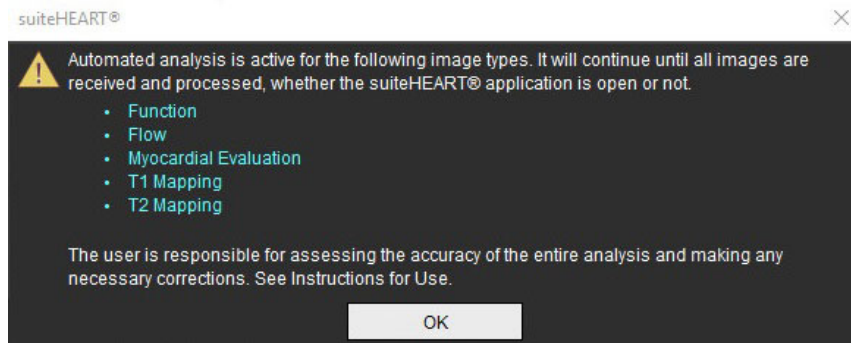 suiteHEART®
Automated analysis is active for the following image types. It will continue until all images are
received and processed, whether the suiteHEART® application is open or not.
• Function
• Flow
• Myocardial Evaluation
• T1 Mapping
• T2 Mapping
The user is responsible for assessing the accuracy of the entire analysis and making any
necessary corrections. See Instructions for Use.
OK